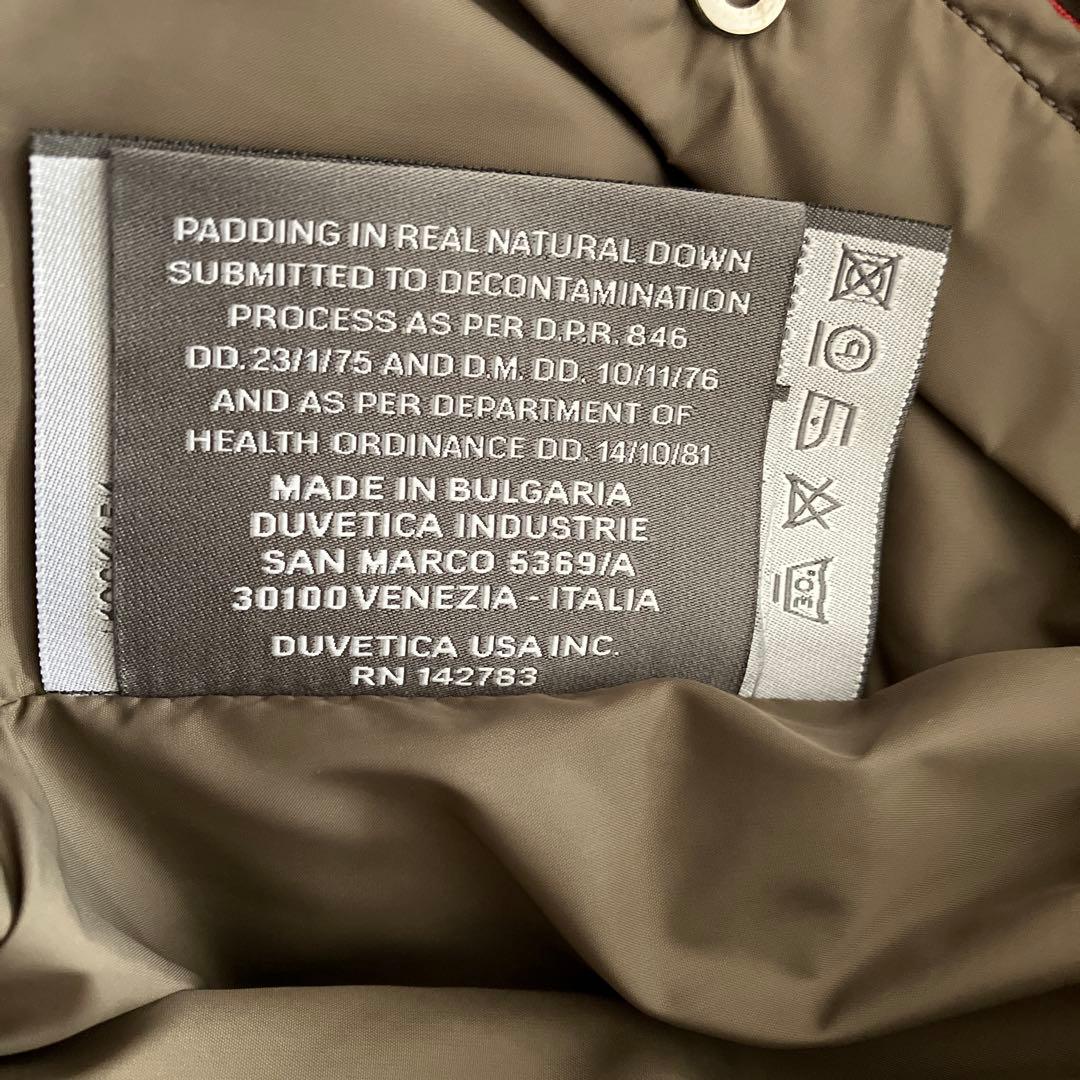 PADDING IN REAL NATURAL DOWN
SUBMITTED TO DECONTAMINATION
PROCESS AS PER D.P.R. 846
DD. 23/1/75 AND D.M. DD. 10/11/76
AND AS PER DEPARTMENT OF
HEALTH ORDINANCE DD. 14/10/81
MADE IN BULGARIA
DUVETICA INDUSTRIE
SAN MARCO 5369/A
30100 VENEZIA - ITALIA
DUVETICA USA INC.
RN 142783
P
30°